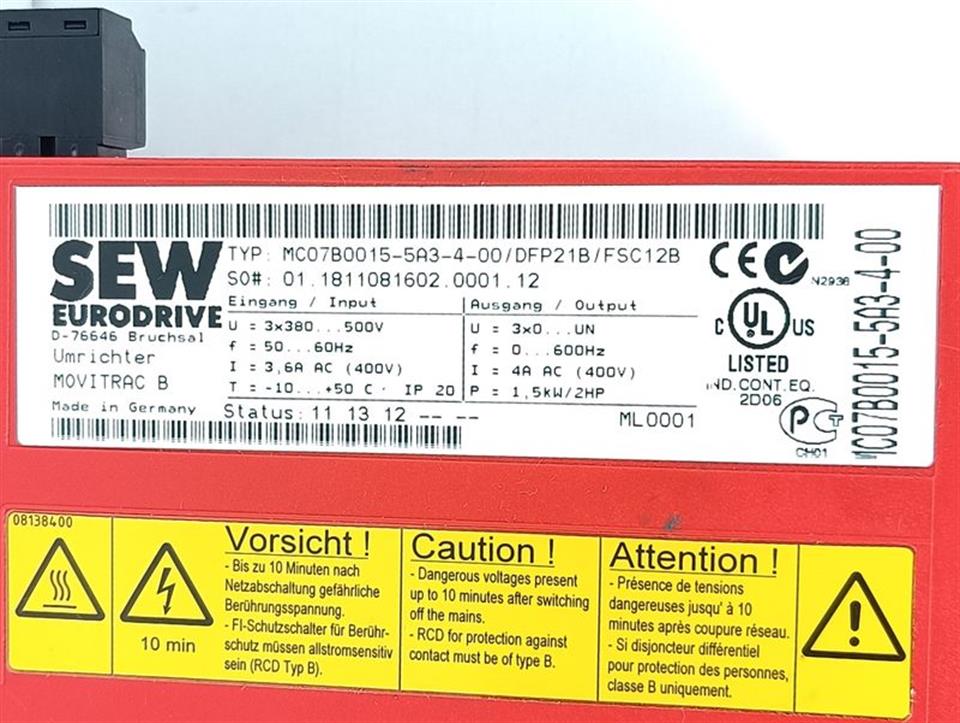 SEW
EURODRIVE
D-76646 Bruchsal
Umrichter
MOVITRAC B
Made in Germany
TYP: MC07B0015-5A3-4-00/DFP21B/FSC12B
SO#: 01.1811081602.0001.12
Eingang / Input
U = 3x380...500V
f = 50...60Hz
I = 3,6A AC (400V)
T = -10...+50 C · IP 20
Ausgang / Output
U = 3x0...UN
f = 0...600Hz
I = 4A AC (400V)
P = 1,5kW/2HP
Status: 11 13 12 -- --
ML0001
CE
N2936
C UL US
LISTED
IND.CONT.EQ.
2D06
PCT
CH01
MC07B0015-5A3-4-00
08138400
10 min
Vorsicht !
- Bis zu 10 Minuten nach
Netzabschaltung gefährliche
Berührungsspannung.
- FI-Schutzschalter für Berühr-
schutz müssen allstromsensitiv
sein (RCD Typ B).
Caution !
- Dangerous voltages present
up to 10 minutes after switching
off the mains.
- RCD for protection against
contact must be of type B.
Attention !
- Présence de tensions
dangereuses jusqu' à 10
minutes après coupure réseau.
- Si disjoncteur différentiel
pour protection des personnes,
classe B uniquement.